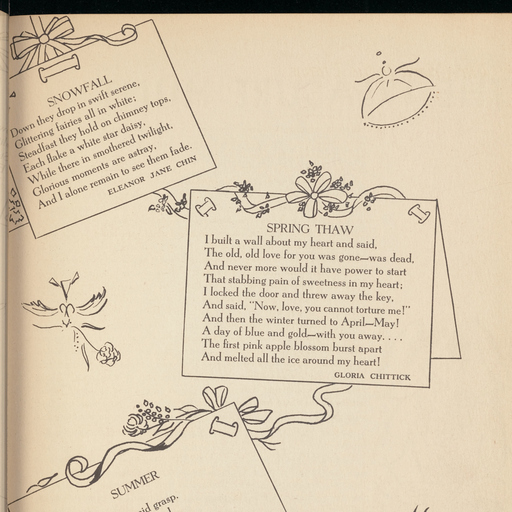 SNOWFALL
Down they drop in swift serene,
Glittering fairies all in white;
Steadfast they hold on chimney tops,
Each flake a white star daisy,
While there in smothered twilight,
Glorious moments are astray,
And I alone remain to see them fade.
ELEANOR JANE CHIN
SPRING THAW
I built a wall about my heart and said,
The old, old love for you was gone—was dead,
And never more would it have power to start
That stabbing pain of sweetness in my heart;
I locked the door and threw away the key,
And said, "Now, love, you cannot torture me!"
And then the winter turned to April—May!
A day of blue and gold—with you away. . . .
The first pink apple blossom burst apart
And melted all the ice around my heart!
GLORIA CHITTICK
SUMMER
grasp.